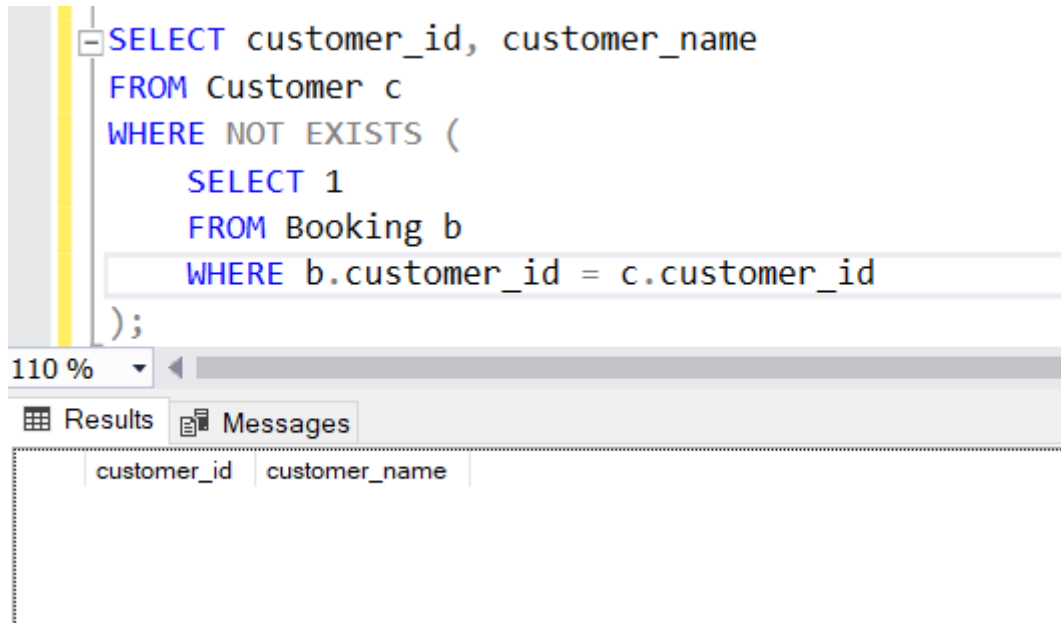 SELECT customer_id, customer_name
FROM Customer c
WHERE NOT EXISTS (
SELECT 1
FROM Booking b
WHERE b.customer_id = c.customer_id
);
110 %
Results Messages
customer_id customer_name